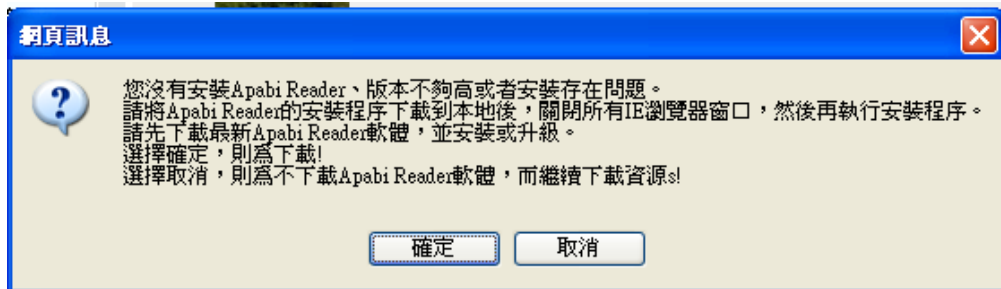 網頁訊息
您沒有安裝Apabi Reader、版本不夠高或者安裝存在問題。
請將Apabi Reader的安裝程序下載到本地後，關閉所有IE瀏覽器窗口，然後再執行安裝程序。
請先下載最新Apabi Reader軟體，並安裝或升級。
選擇確定，則爲下載!
選擇取消，則爲不下載Apabi Reader軟體，而繼續下載資源s!
確定
取消